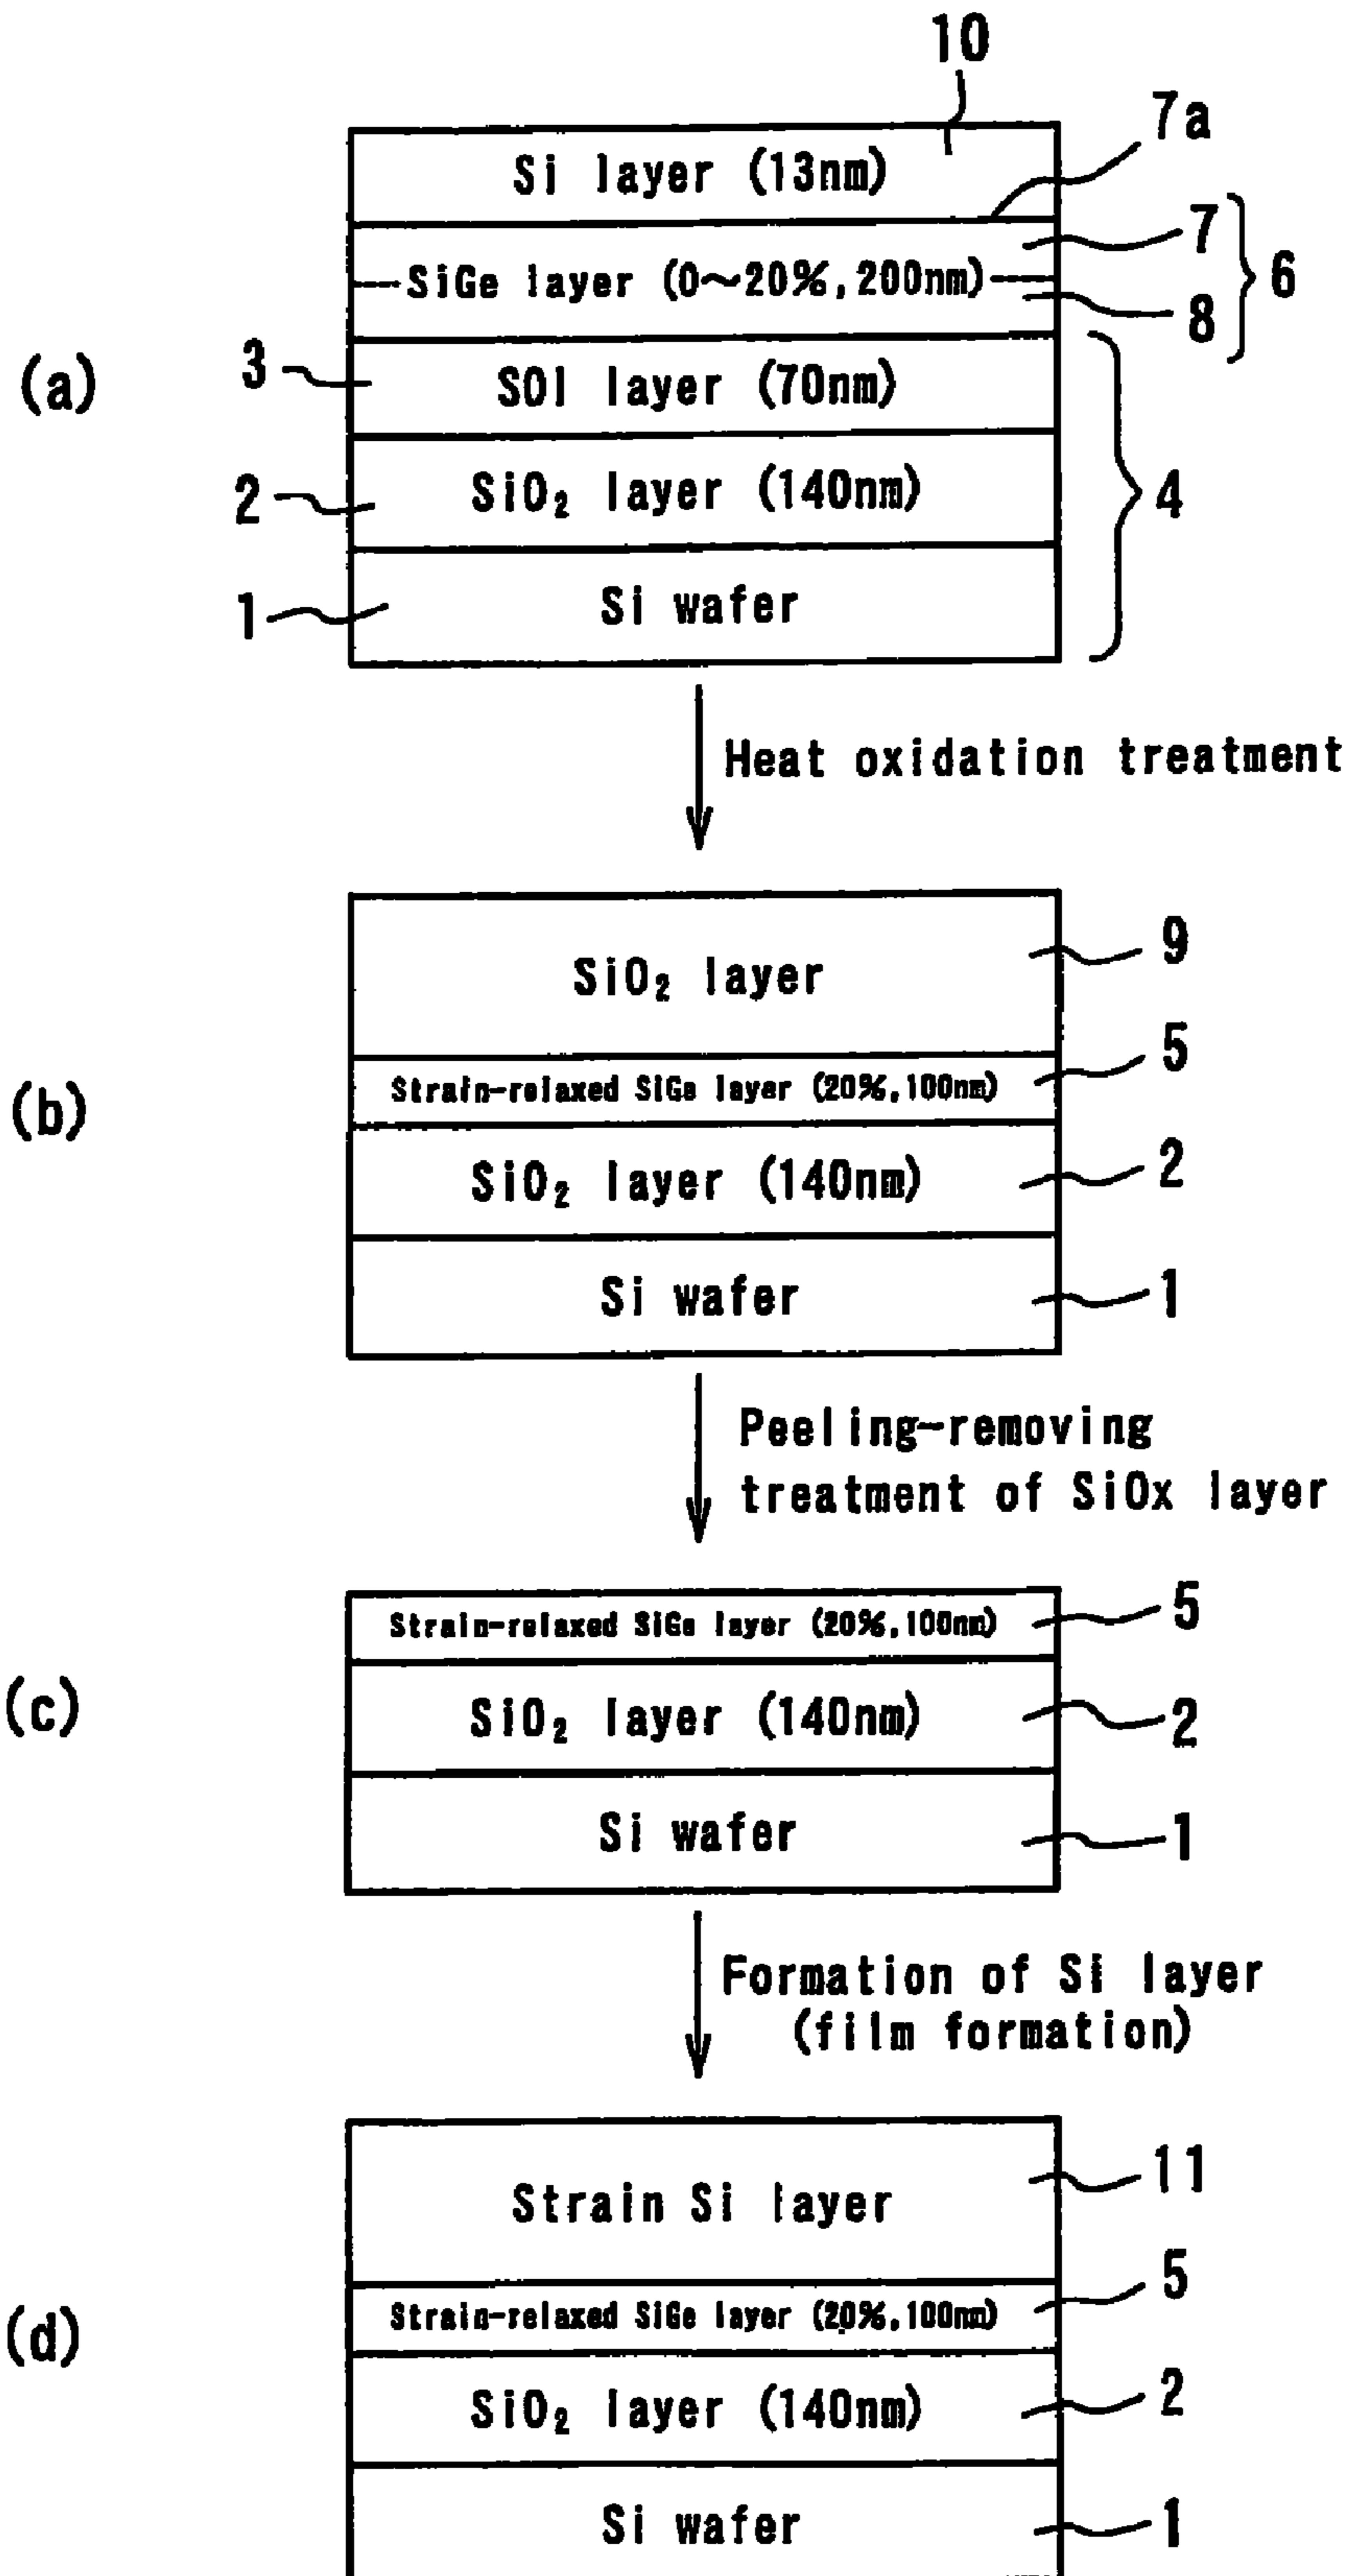 10
7a
Si layer (13nm)
7
SiGe layer (0～20%, 200nm)
6
8
(a)
3
SOI layer (70nm)
2
SiO₂ layer (140nm)
4
1
Si wafer
Heat oxidation treatment
9
SiO₂ layer
5
(b)
Strain-relaxed SiGe layer (20%, 100nm)
2
SiO₂ layer (140nm)
Si wafer
1
Peeling-removing
treatment of SiOx layer
Strain-relaxed SiGe layer (20%, 100nm)
5
(c)
SiO₂ layer (140nm)
2
Si wafer
1
Formation of Si layer
(film formation)
11
Strain Si layer
5
(d)
Strain-relaxed SiGe layer (20%, 100nm)
2
SiO₂ layer (140nm)
Si wafer
1